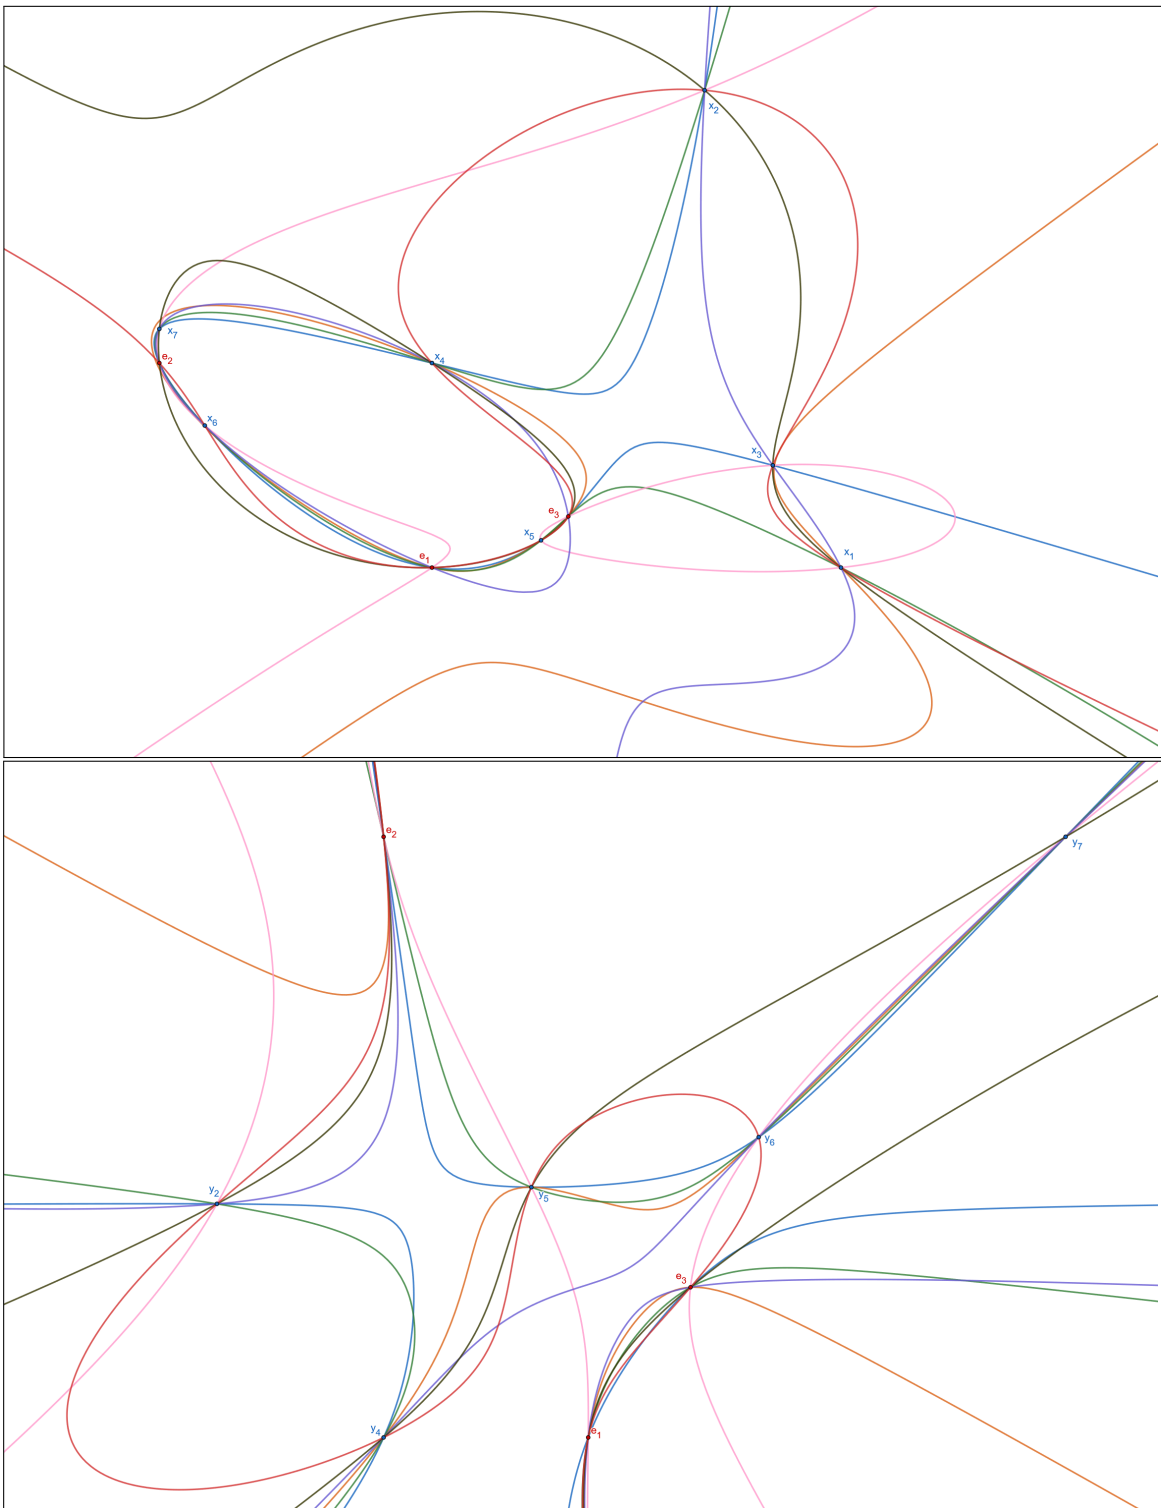 x₂
x₇
e₂
x₄
x₆
x₃
e₃
x₅
x₁
e₁
e₂
y₇
y₆
y₂
y₅
e₃
y₄
e₁